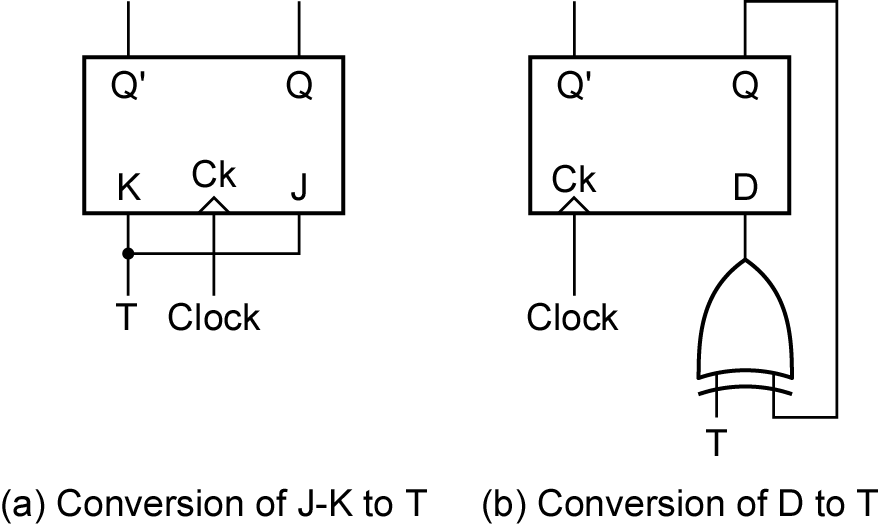 Q' Q
K Ck J
T Clock
(a) Conversion of J-K to T
Q' Q
Ck D
Clock
T
(b) Conversion of D to T